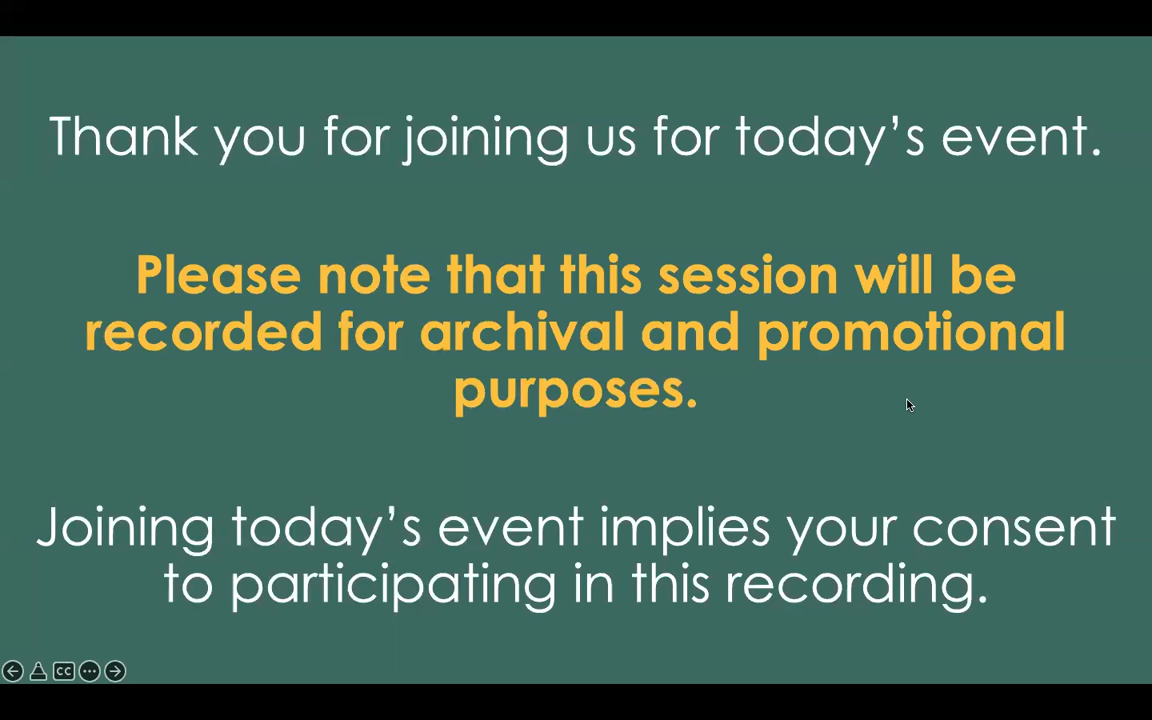 Thank you for joining us for today’s event.
Please note that this session will be
recorded for archival and promotional
purposes.
Joining today’s event implies your consent
to participating in this recording.
CC